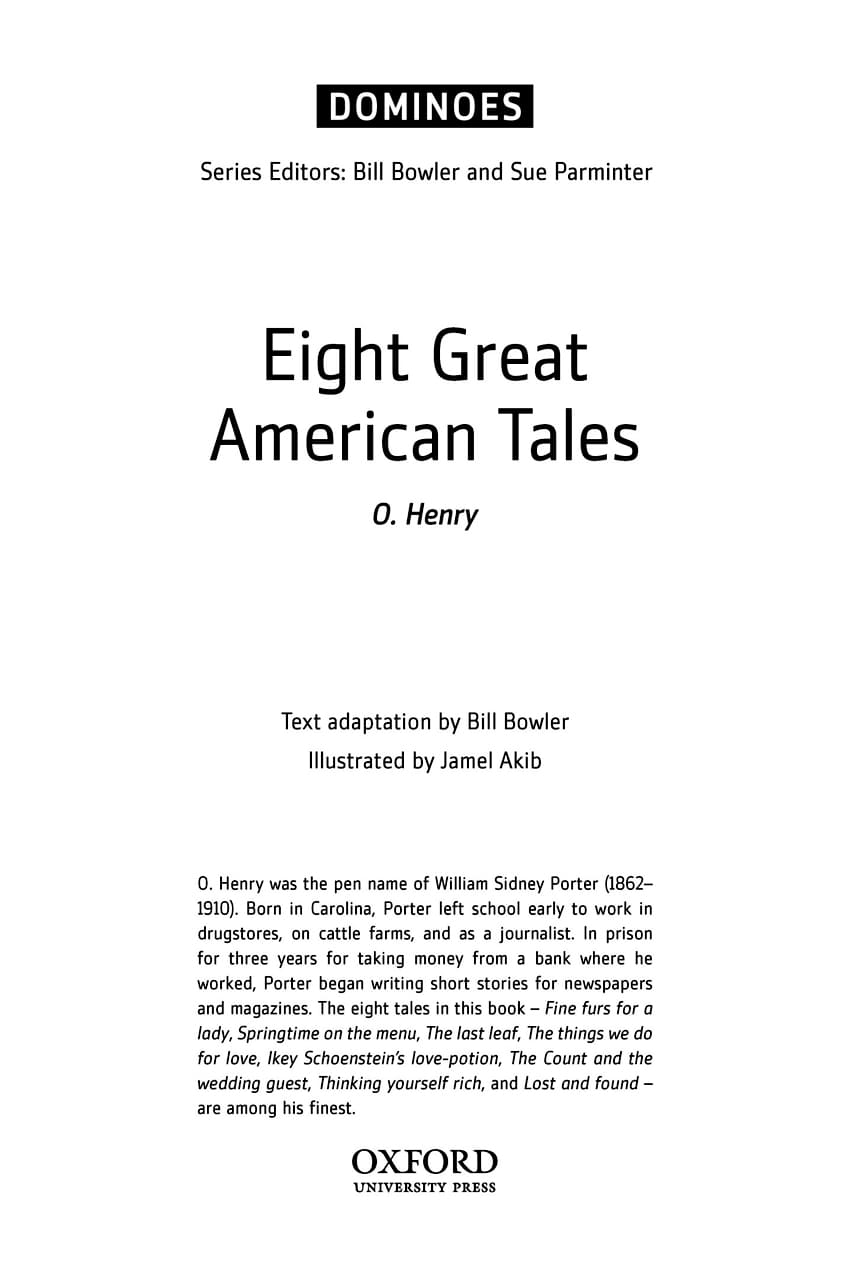 DOMINOES
Series Editors: Bill Bowler and Sue Parminter
Eight Great
American Tales
O. Henry
Text adaptation by Bill Bowler
Illustrated by Jamel Akib
O. Henry was the pen name of William Sidney Porter (1862–
1910). Born in Carolina, Porter left school early to work in
drugstores, on cattle farms, and as a journalist. In prison
for three years for taking money from a bank where he
worked, Porter began writing short stories for newspapers
and magazines. The eight tales in this book – Fine furs for a
lady, Springtime on the menu, The last leaf, The things we do
for love, Ikey Schoenstein’s love-potion, The Count and the
wedding guest, Thinking yourself rich, and Lost and found –
are among his finest.
OXFORD
UNIVERSITY PRESS